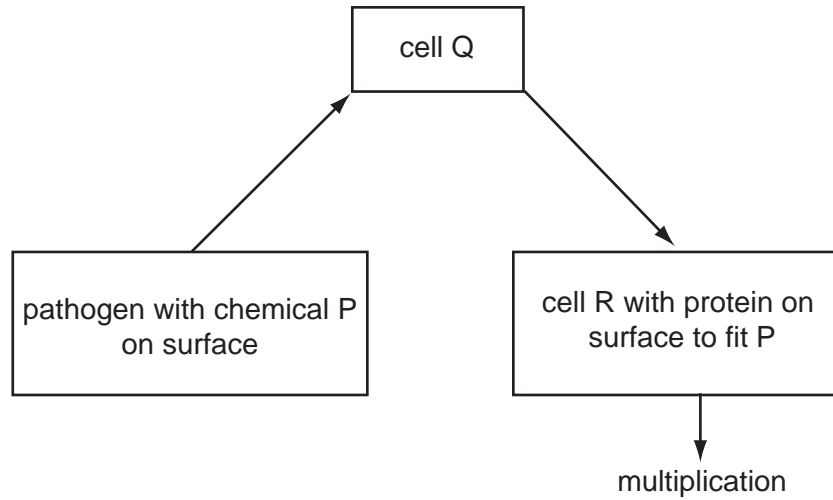 cell Q
pathogen with chemical P
on surface
cell R with protein on
surface to fit P
multiplication